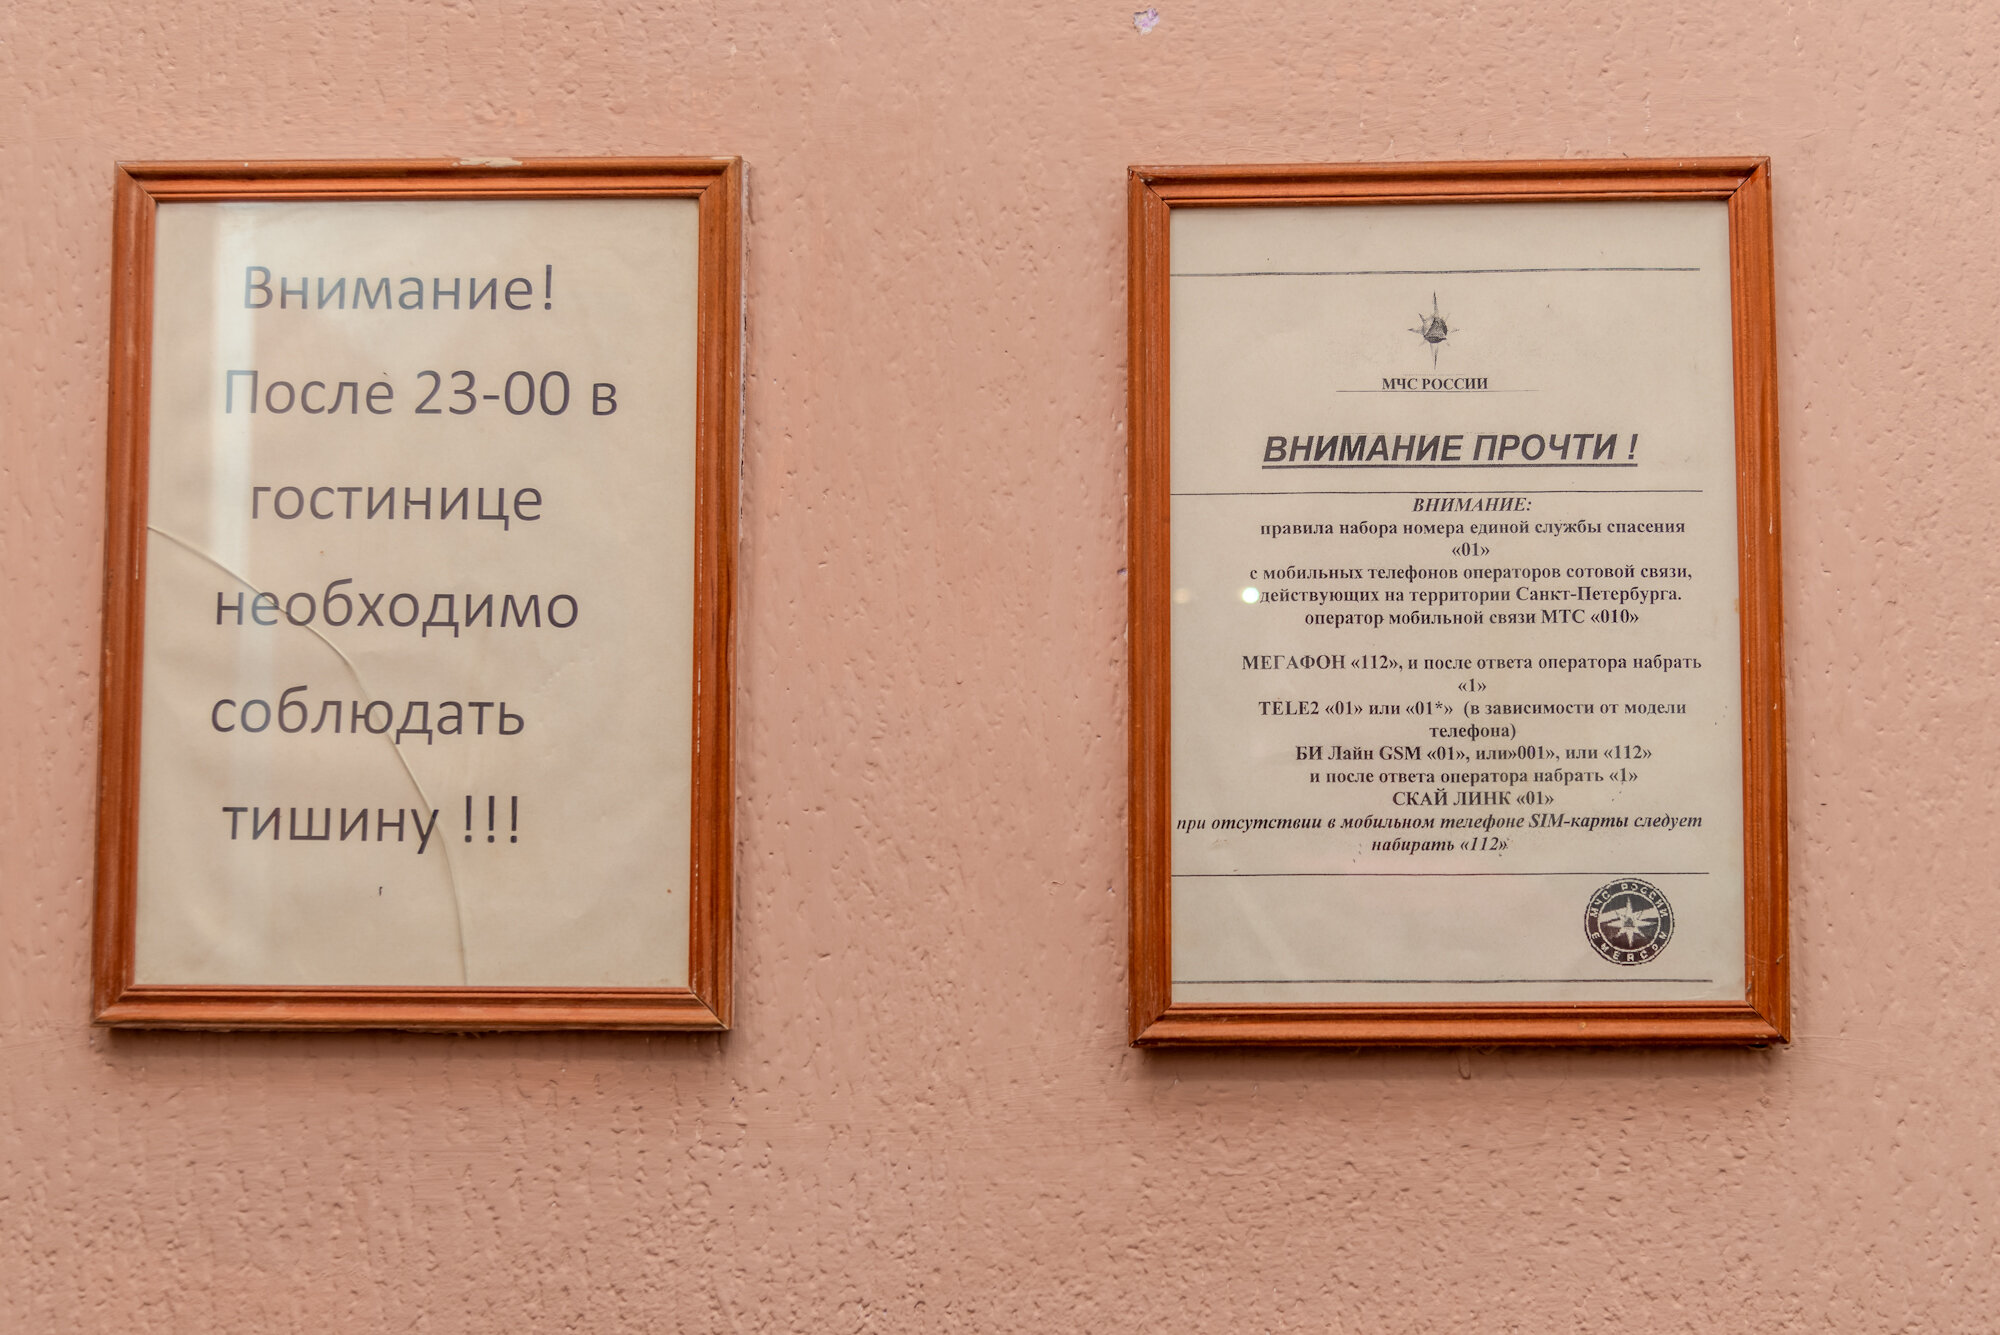 Внимание!
После 23-00 в
гостинице
необходимо
соблюдать
тишину !!!
МЧС РОССИИ
ВНИМАНИЕ ПРОЧТИ !
ВНИМАНИЕ:
правила набора номера единой службы спасения
«01»
с мобильных телефонов операторов сотовой связи,
действующих на территории Санкт-Петербурга.
оператор мобильной связи МТС «010»
МЕГАФОН «112», и после ответа оператора набрать
«1»
TELE2 «01» или «01*» (в зависимости от модели
телефона)
БИ Лайн GSM «01», или»001», или «112»
и после ответа оператора набрать «1»
СКАЙ ЛИНК «01»
при отсутствии в мобильном телефоне SIM-карты следует
набирать «112»
МЧС РОССИИ
EMERCOM